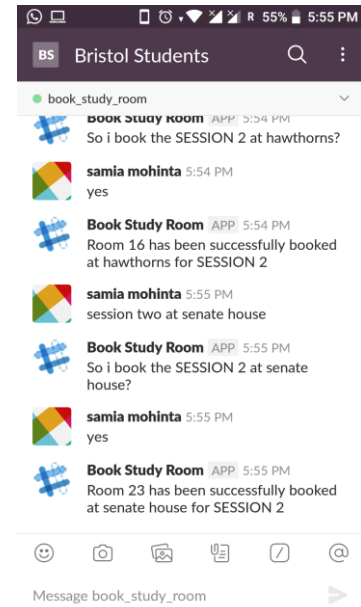 R 55% 5:55 PM
BS Bristol Students
book_study_room
Book Study Room APP 5:54 PM
So i book the SESSION 2 at hawthorns?
samia mohinta 5:54 PM
yes
Book Study Room APP 5:54 PM
Room 16 has been successfully booked
at hawthorns for SESSION 2
samia mohinta 5:55 PM
session two at senate house
Book Study Room APP 5:55 PM
So i book the SESSION 2 at senate
house?
samia mohinta 5:55 PM
yes
Book Study Room APP 5:55 PM
Room 23 has been successfully booked
at senate house for SESSION 2
Message book_study_room